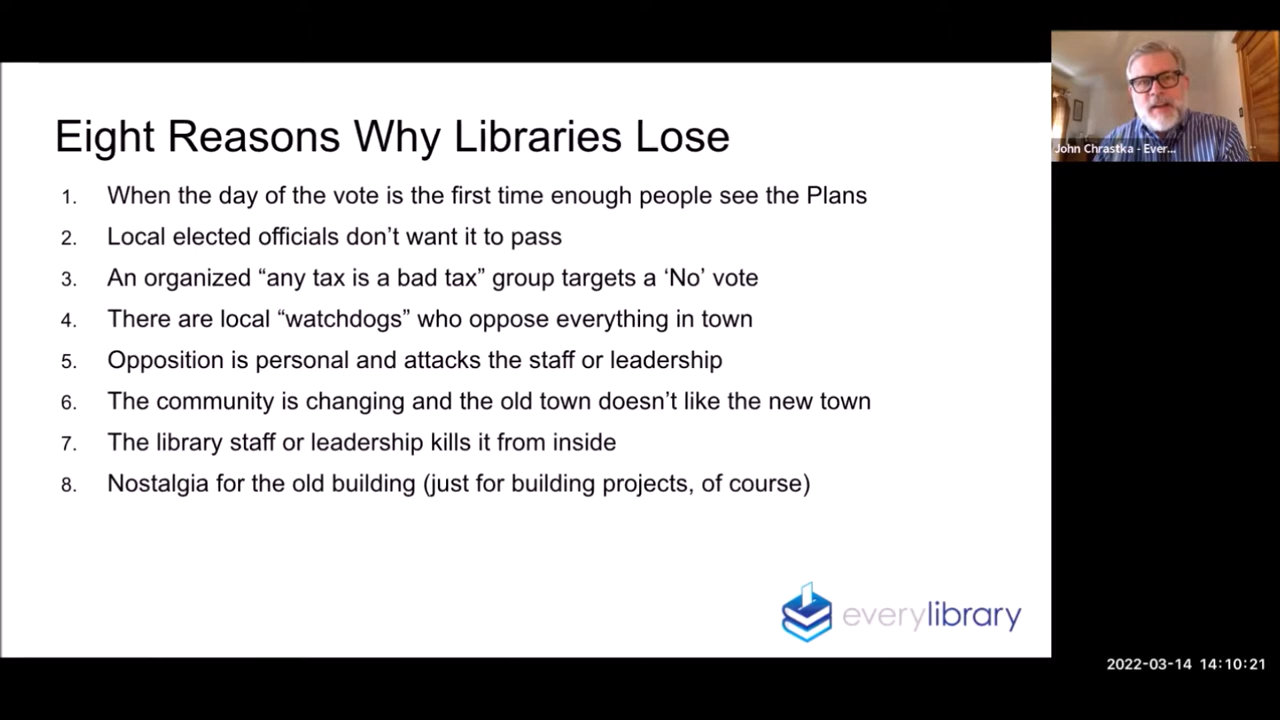 Eight Reasons Why Libraries Lose
1. When the day of the vote is the first time enough people see the Plans
2. Local elected officials don’t want it to pass
3. An organized “any tax is a bad tax” group targets a ‘No’ vote
4. There are local “watchdogs” who oppose everything in town
5. Opposition is personal and attacks the staff or leadership
6. The community is changing and the old town doesn’t like the new town
7. The library staff or leadership kills it from inside
8. Nostalgia for the old building (just for building projects, of course)
everylibrary
John Chrastka - Ever...
2022-03-14 14:10:21